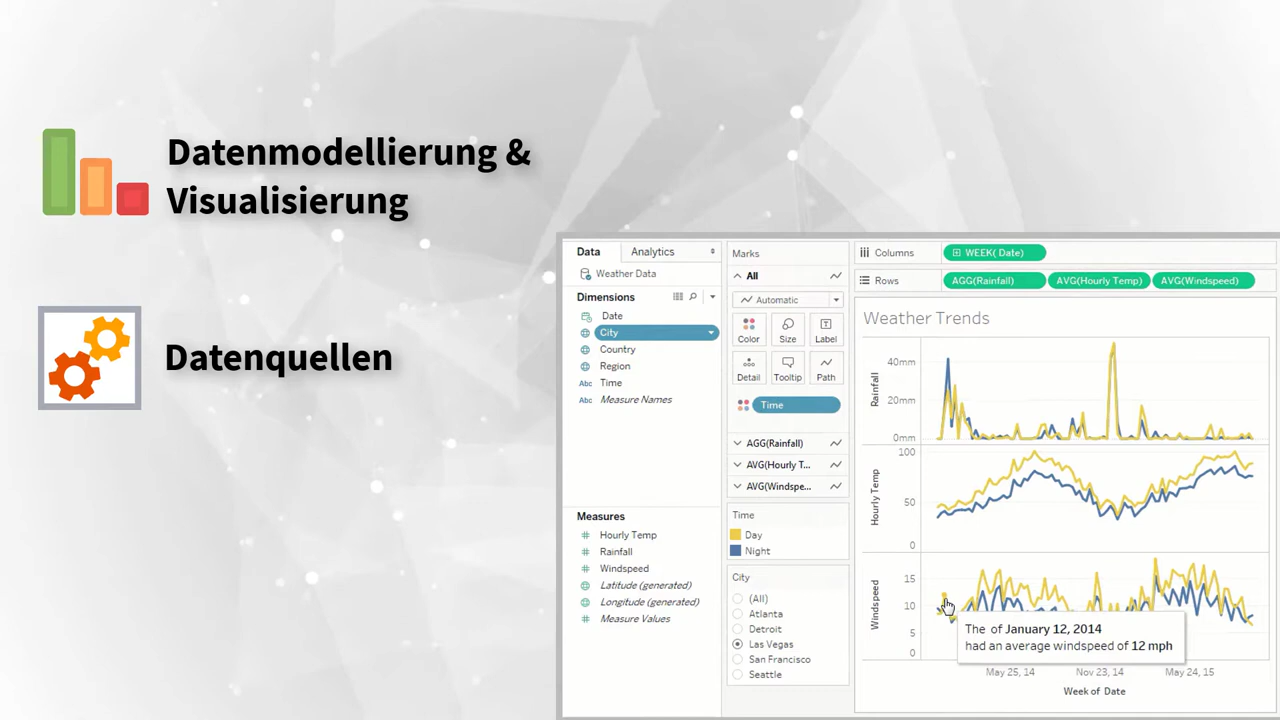 Datenmodellierung &
Visualisierung
Datenquellen
Data
Analytics
Weather Data
Dimensions
Date
City
Country
Region
Abc Time
Abc Measure Names
Measures
Hourly Temp
Rainfall
Windspeed
Latitude (generated)
Longitude (generated)
Measure Values
Marks
All
Automatic
Color Size Label
Detail Tooltip Path
Time
AGG(Rainfall)
AVG(Hourly T...
AVG(Windspe...
Time
Day
Night
City
(All)
Atlanta
Detroit
Las Vegas
San Francisco
Seattle
Columns WEEK( Date)
Rows AGG(Rainfall) AVG(Hourly Temp) AVG(Windspeed)
Weather Trends
Rainfall
40mm
20mm
0mm
Hourly Temp
100
50
0
Windspeed
15
10
5
0
The of January 12, 2014
had an average windspeed of 12 mph
May 25, 14 Nov 23, 14 May 24, 15
Week of Date